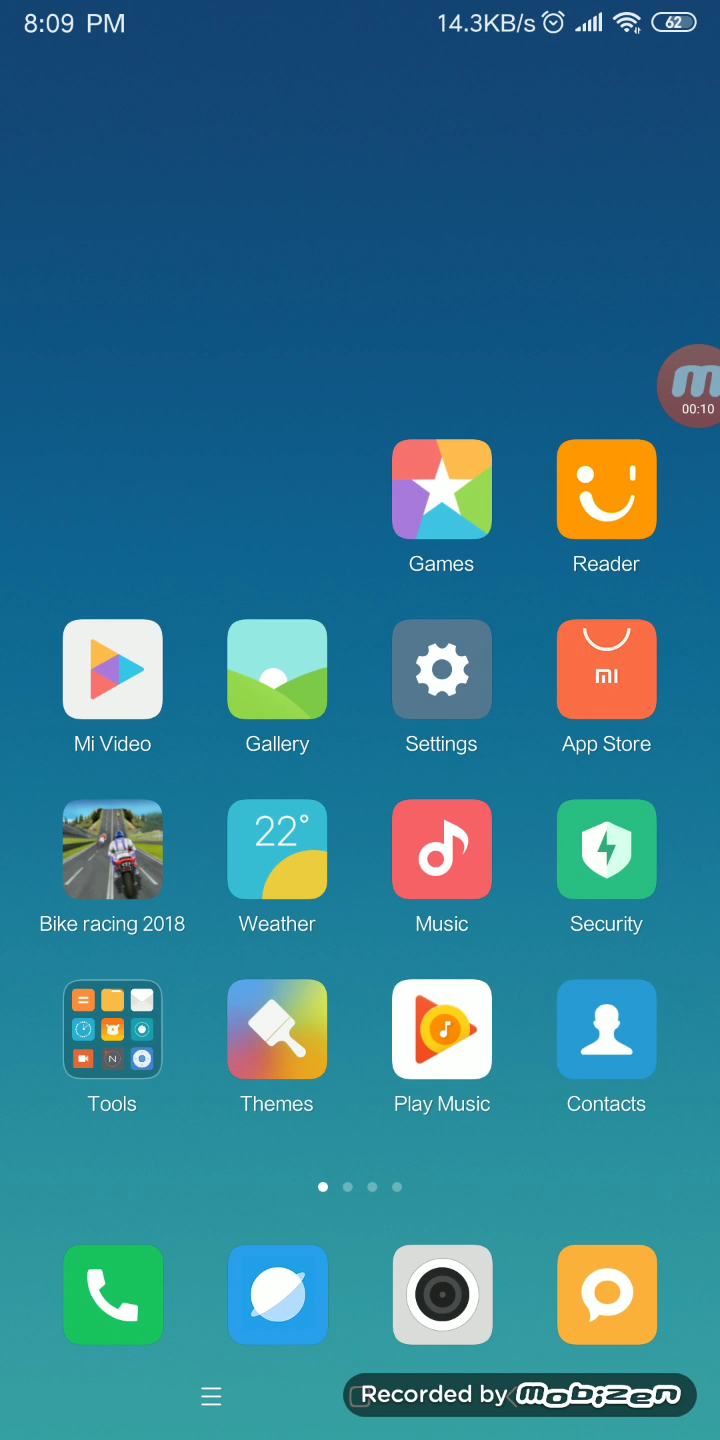 8:09 PM
14.3KB/s
62
00:10
Games
Reader
Mi Video
Gallery
Settings
App Store
22°
Bike racing 2018
Weather
Music
Security
Tools
Themes
Play Music
Contacts
Recorded by mobizen